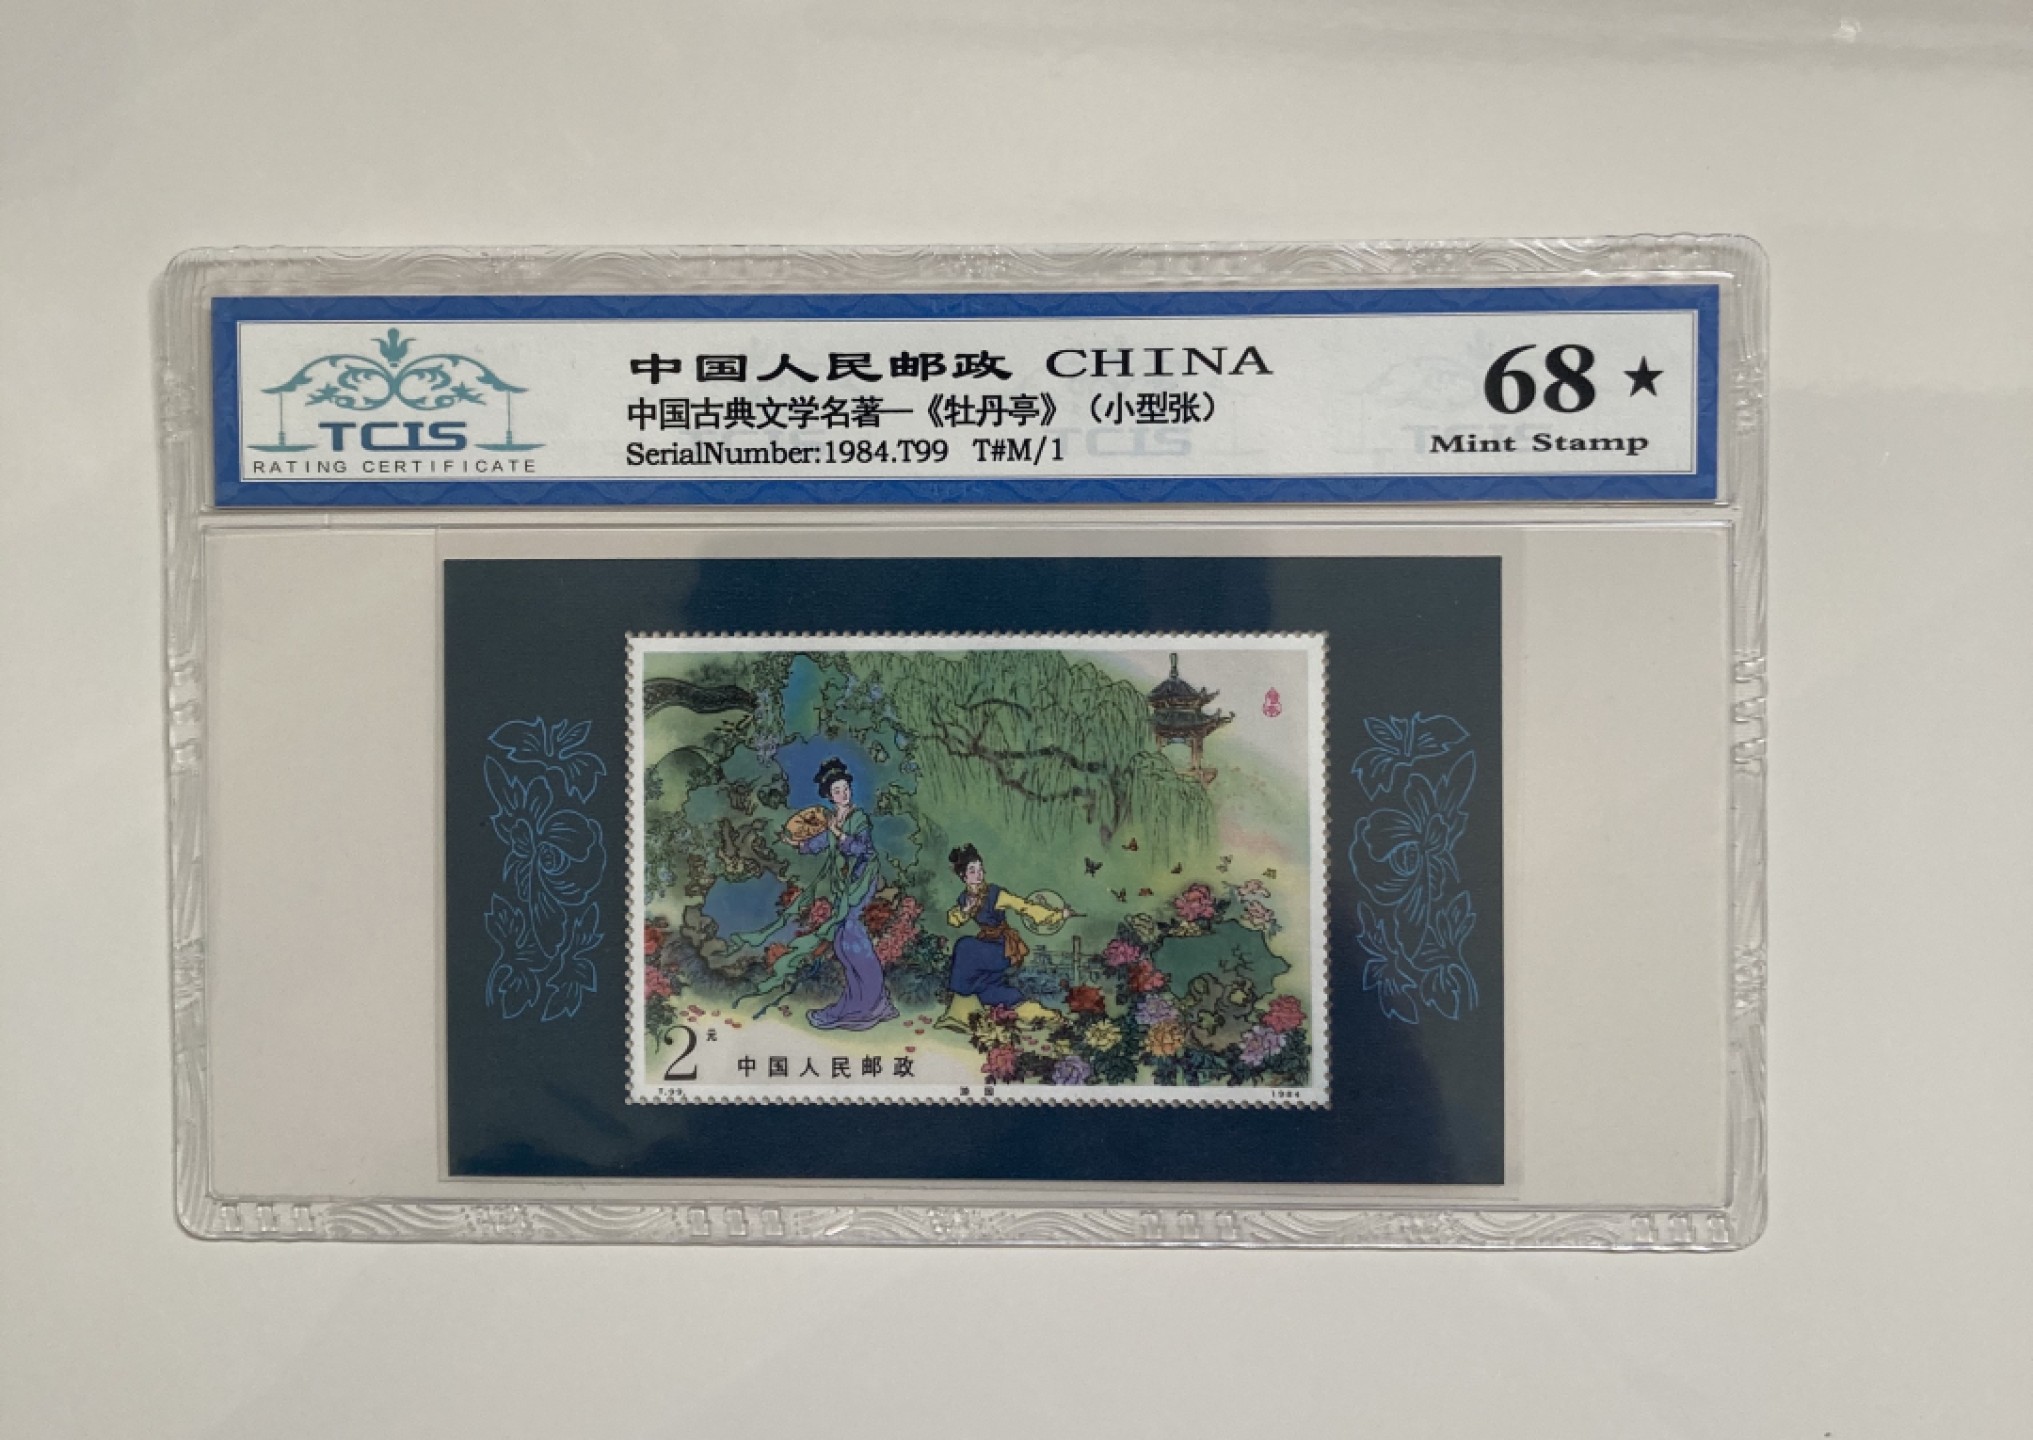 中国人民邮政 CHINA
中国古典文学名著—《牡丹亭》（小型张）
SerialNumber:1984.T99 T#M/1
68 ★
Mint Stamp
TCIS
RATING CERTIFICATE
2元
中国人民邮政
T.99. 游园 1984